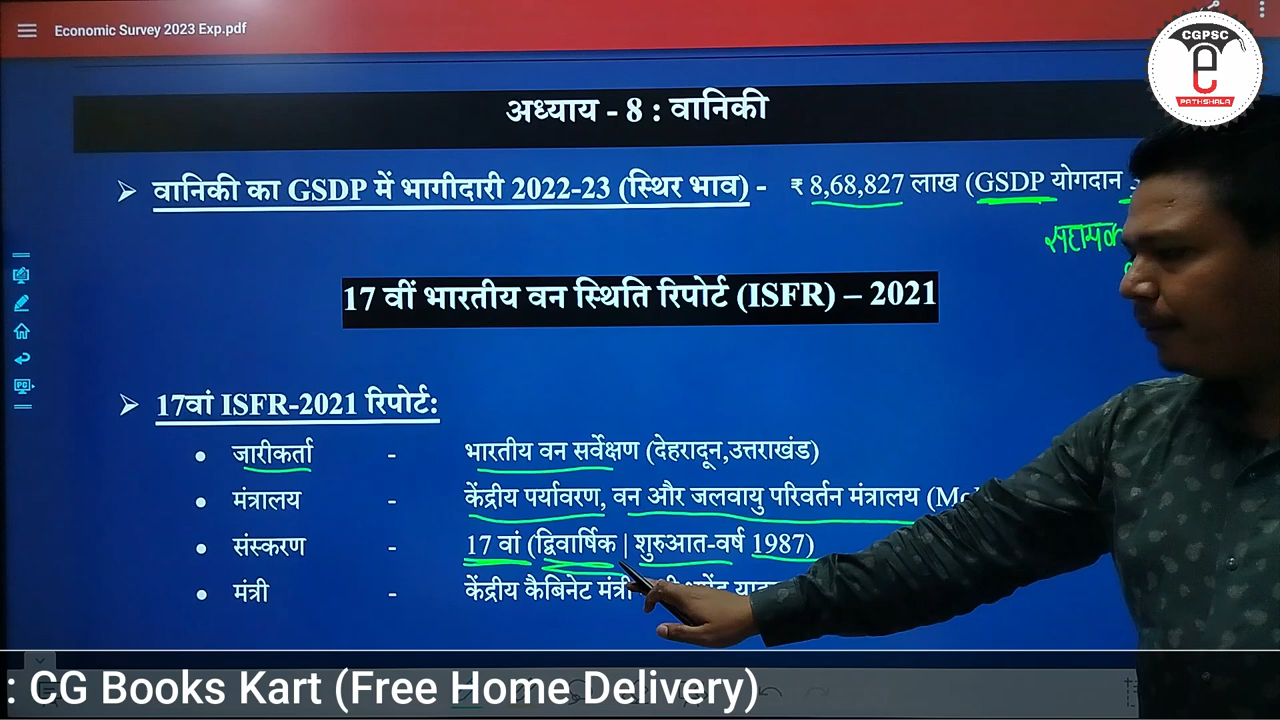 Economic Survey 2023 Exp.pdf
CGPSC
e
PATHSHALA
अध्याय - 8 : वानिकी
➢ वानिकी का GSDP में भागीदारी 2022-23 (स्थिर भाव) - ₹ 8,68,827 लाख (GSDP योगदान
17 वीं भारतीय वन स्थिति रिपोर्ट (ISFR) – 2021
➢ 17वां ISFR-2021 रिपोर्ट:
• जारीकर्ता - भारतीय वन सर्वेक्षण (देहरादून,उत्तराखंड)
• मंत्रालय - केंद्रीय पर्यावरण, वन और जलवायु परिवर्तन मंत्रालय
• संस्करण - 17 वां (द्विवार्षिक | शुरुआत-वर्ष 1987)
• मंत्री - केंद्रीय कैबिनेट मंत्री
PC
: CG Books Kart (Free Home Delivery)